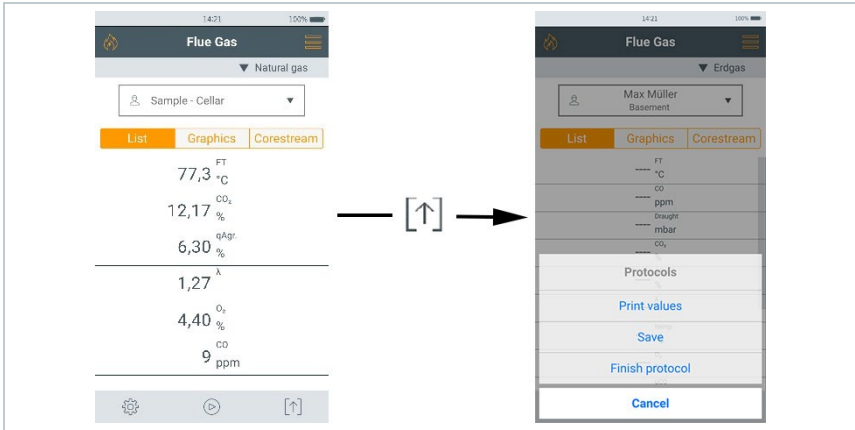 14:21 100%
Flue Gas
Natural gas
Sample - Cellar
List Graphics Corestream
77,3 FT °C
12,17 CO₂ %
6,30 qAgr. %
1,27 λ
4,40 O₂ %
9 CO ppm
14:21 100%
Flue Gas
Erdgas
Max Müller
Basement
List Graphics Corestream
---- FT °C
---- CO ppm
---- Draught mbar
---- CO₂
Protocols
Print values
Save
Finish protocol
Cancel